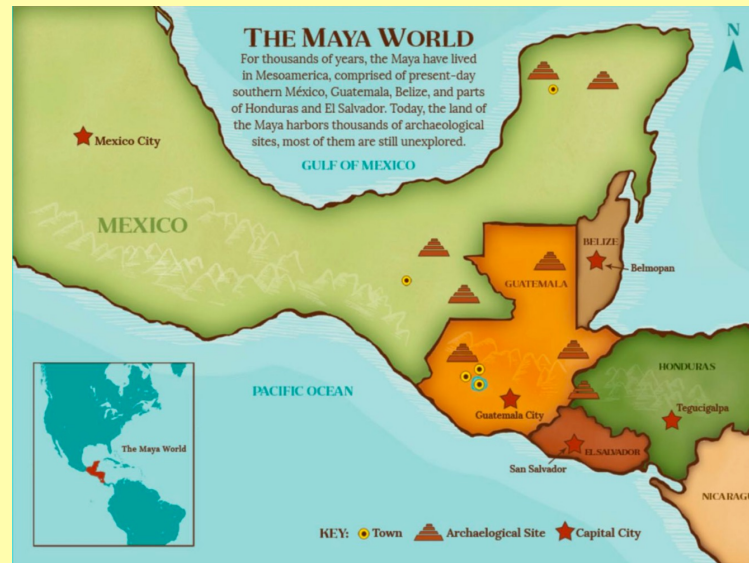 THE MAYA WORLD
For thousands of years, the Maya have lived
in Mesoamerica, comprised of present-day
southern México, Guatemala, Belize, and parts
of Honduras and El Salvador. Today, the land of
the Maya harbors thousands of archaeological
sites, most of them are still unexplored.
N
Mexico City
GULF OF MEXICO
MEXICO
BELIZE
Belmopan
GUATEMALA
HONDURAS
PACIFIC OCEAN
Tegucigalpa
Guatemala City
The Maya World
EL SALVADOR
San Salvador
NICARAGU
KEY: Town Archaelogical Site Capital City